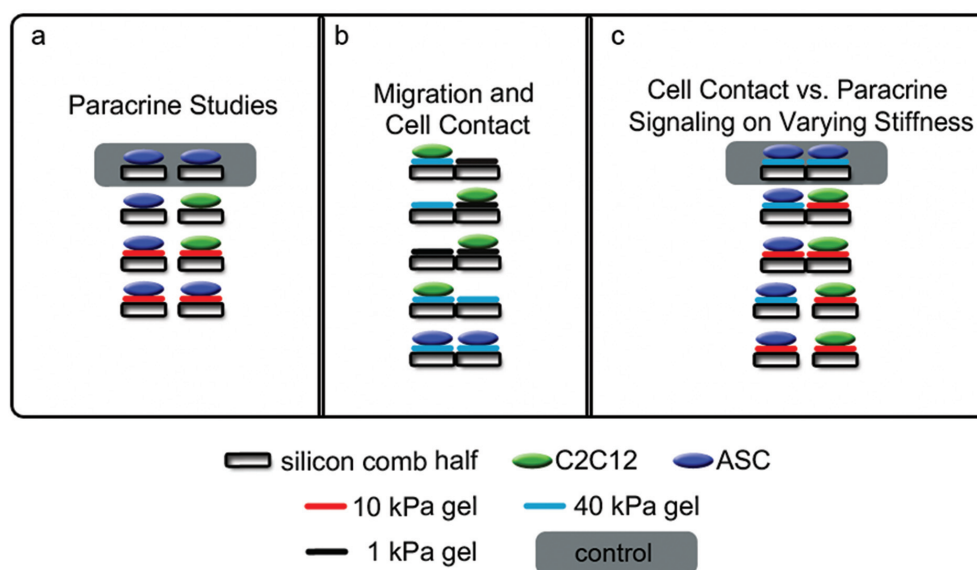 a
Paracrine Studies
b
Migration and
Cell Contact
c
Cell Contact vs. Paracrine
Signaling on Varying Stiffness
silicon comb half
C2C12
ASC
10 kPa gel
40 kPa gel
1 kPa gel
control